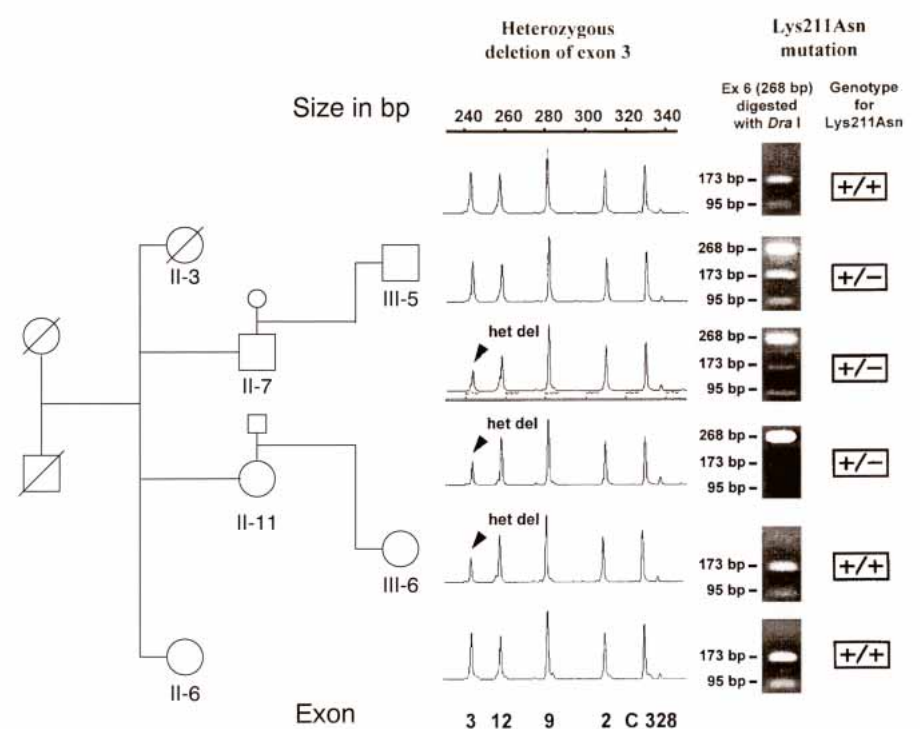 Heterozygous
deletion of exon 3
Lys211Asn
mutation
Size in bp
240 260 280 300 320 340
Ex 6 (268 bp)
digested
with Dra I
Genotype
for
Lys211Asn
173 bp –
95 bp –
+/+
II-3
III-5
268 bp –
173 bp –
95 bp –
+/–
II-7
het del
268 bp –
173 bp –
95 bp –
+/–
II-11
het del
268 bp –
173 bp –
95 bp –
+/–
III-6
het del
173 bp –
95 bp –
+/+
II-6
173 bp –
95 bp –
+/+
Exon
3 12 9 2 C 328